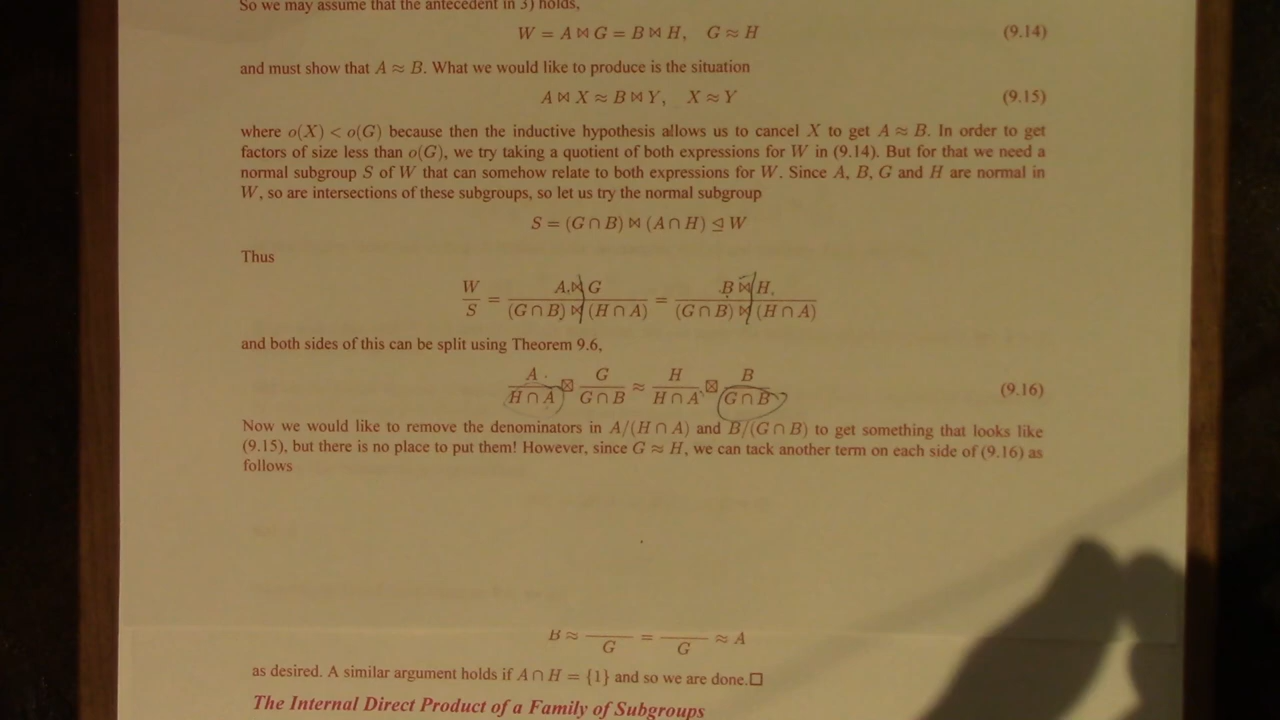 So we may assume that the antecedent in 3) holds,
W = A ⋈ G = B ⋈ H, G ≈ H (9.14)
and must show that A ≈ B. What we would like to produce is the situation
A ⋈ X ≈ B ⋈ Y, X ≈ Y (9.15)
where o(X) < o(G) because then the inductive hypothesis allows us to cancel X to get A ≈ B. In order to get
factors of size less than o(G), we try taking a quotient of both expressions for W in (9.14). But for that we need a
normal subgroup S of W that can somehow relate to both expressions for W. Since A, B, G and H are normal in
W, so are intersections of these subgroups, so let us try the normal subgroup
S = (G ∩ B) ⋈ (A ∩ H) ⊴ W
Thus
W/S = A ⋈ G/(G ∩ B) ⋈ (H ∩ A) = B ⋈ H/(G ∩ B) ⋈ (H ∩ A)
and both sides of this can be split using Theorem 9.6,
A/H ∩ A ⊠ G/G ∩ B ≈ H/H ∩ A ⊠ B/G ∩ B (9.16)
Now we would like to remove the denominators in A/(H ∩ A) and B/(G ∩ B) to get something that looks like
(9.15), but there is no place to put them! However, since G ≈ H, we can tack another term on each side of (9.16) as
follows
B ≈ /G = /G ≈ A
as desired. A similar argument holds if A ∩ H = {1} and so we are done.□
The Internal Direct Product of a Family of Subgroups